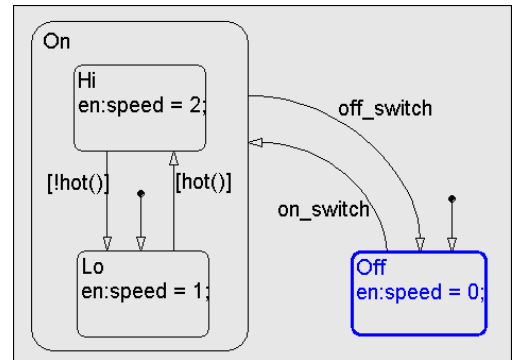 On
Hi
en:speed = 2;
off_switch
[!hot()]
[hot()]
on_switch
Lo
en:speed = 1;
Off
en:speed = 0;